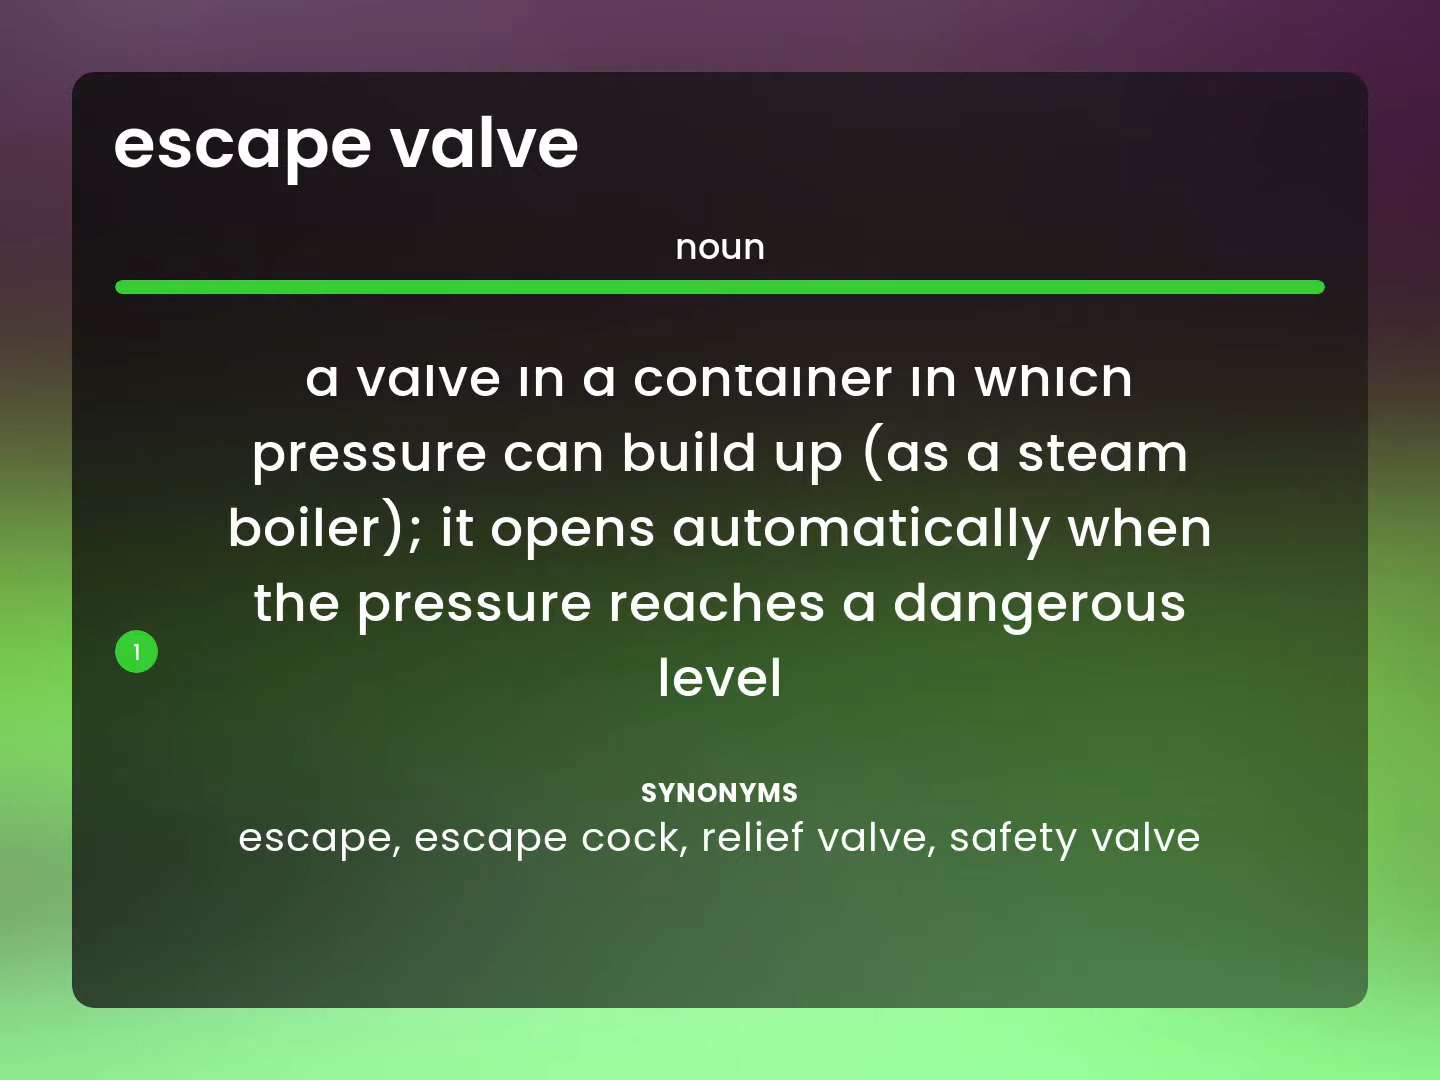 escape valve
noun
a valve in a container in which
pressure can build up (as a steam
boiler); it opens automatically when
the pressure reaches a dangerous
level
1
SYNONYMS
escape, escape cock, relief valve, safety valve